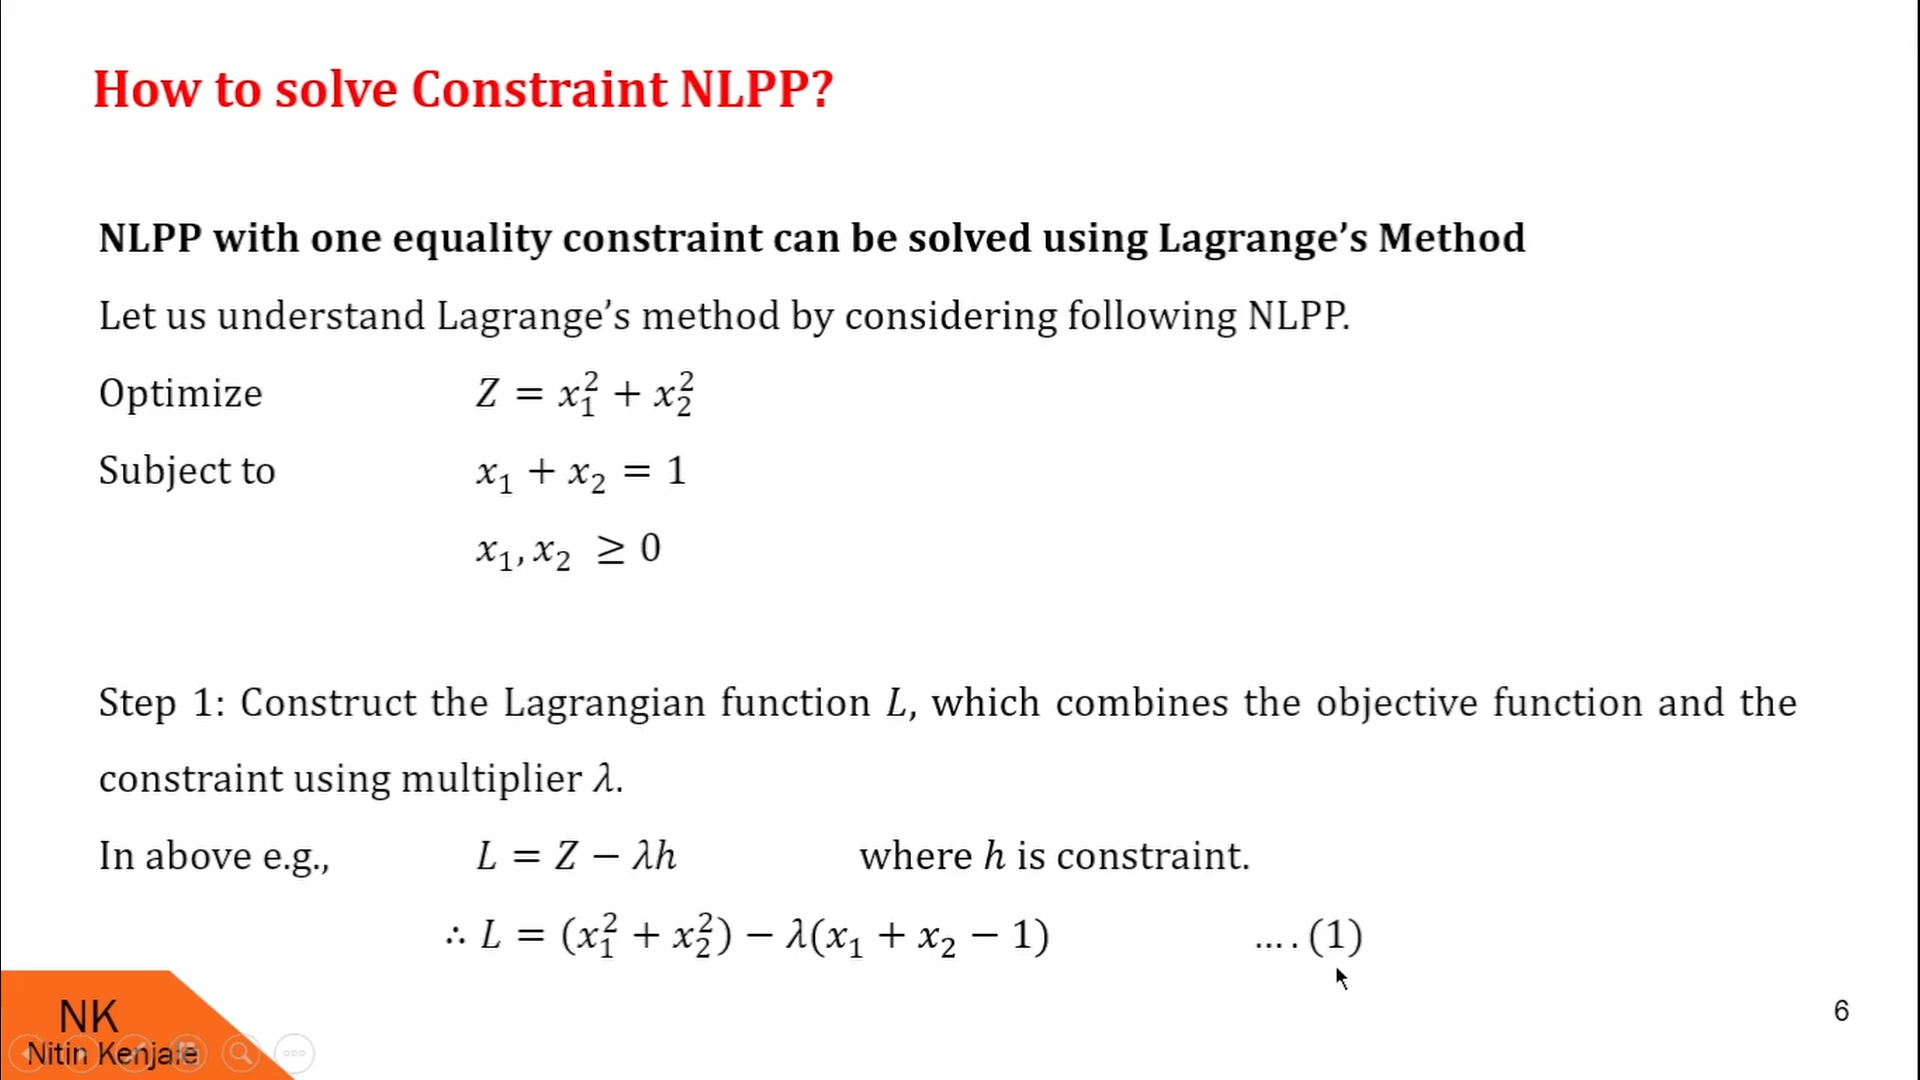 How to solve Constraint NLPP?
NLPP with one equality constraint can be solved using Lagrange’s Method
Let us understand Lagrange’s method by considering following NLPP.
Optimize Z = x₁² + x₂²
Subject to x₁ + x₂ = 1
x₁, x₂ ≥ 0
Step 1: Construct the Lagrangian function L, which combines the objective function and the
constraint using multiplier λ.
In above e.g., L = Z − λh where h is constraint.
∴ L = (x₁² + x₂²) − λ(x₁ + x₂ − 1) .... (1)
NK
Nitin Kenjale
6